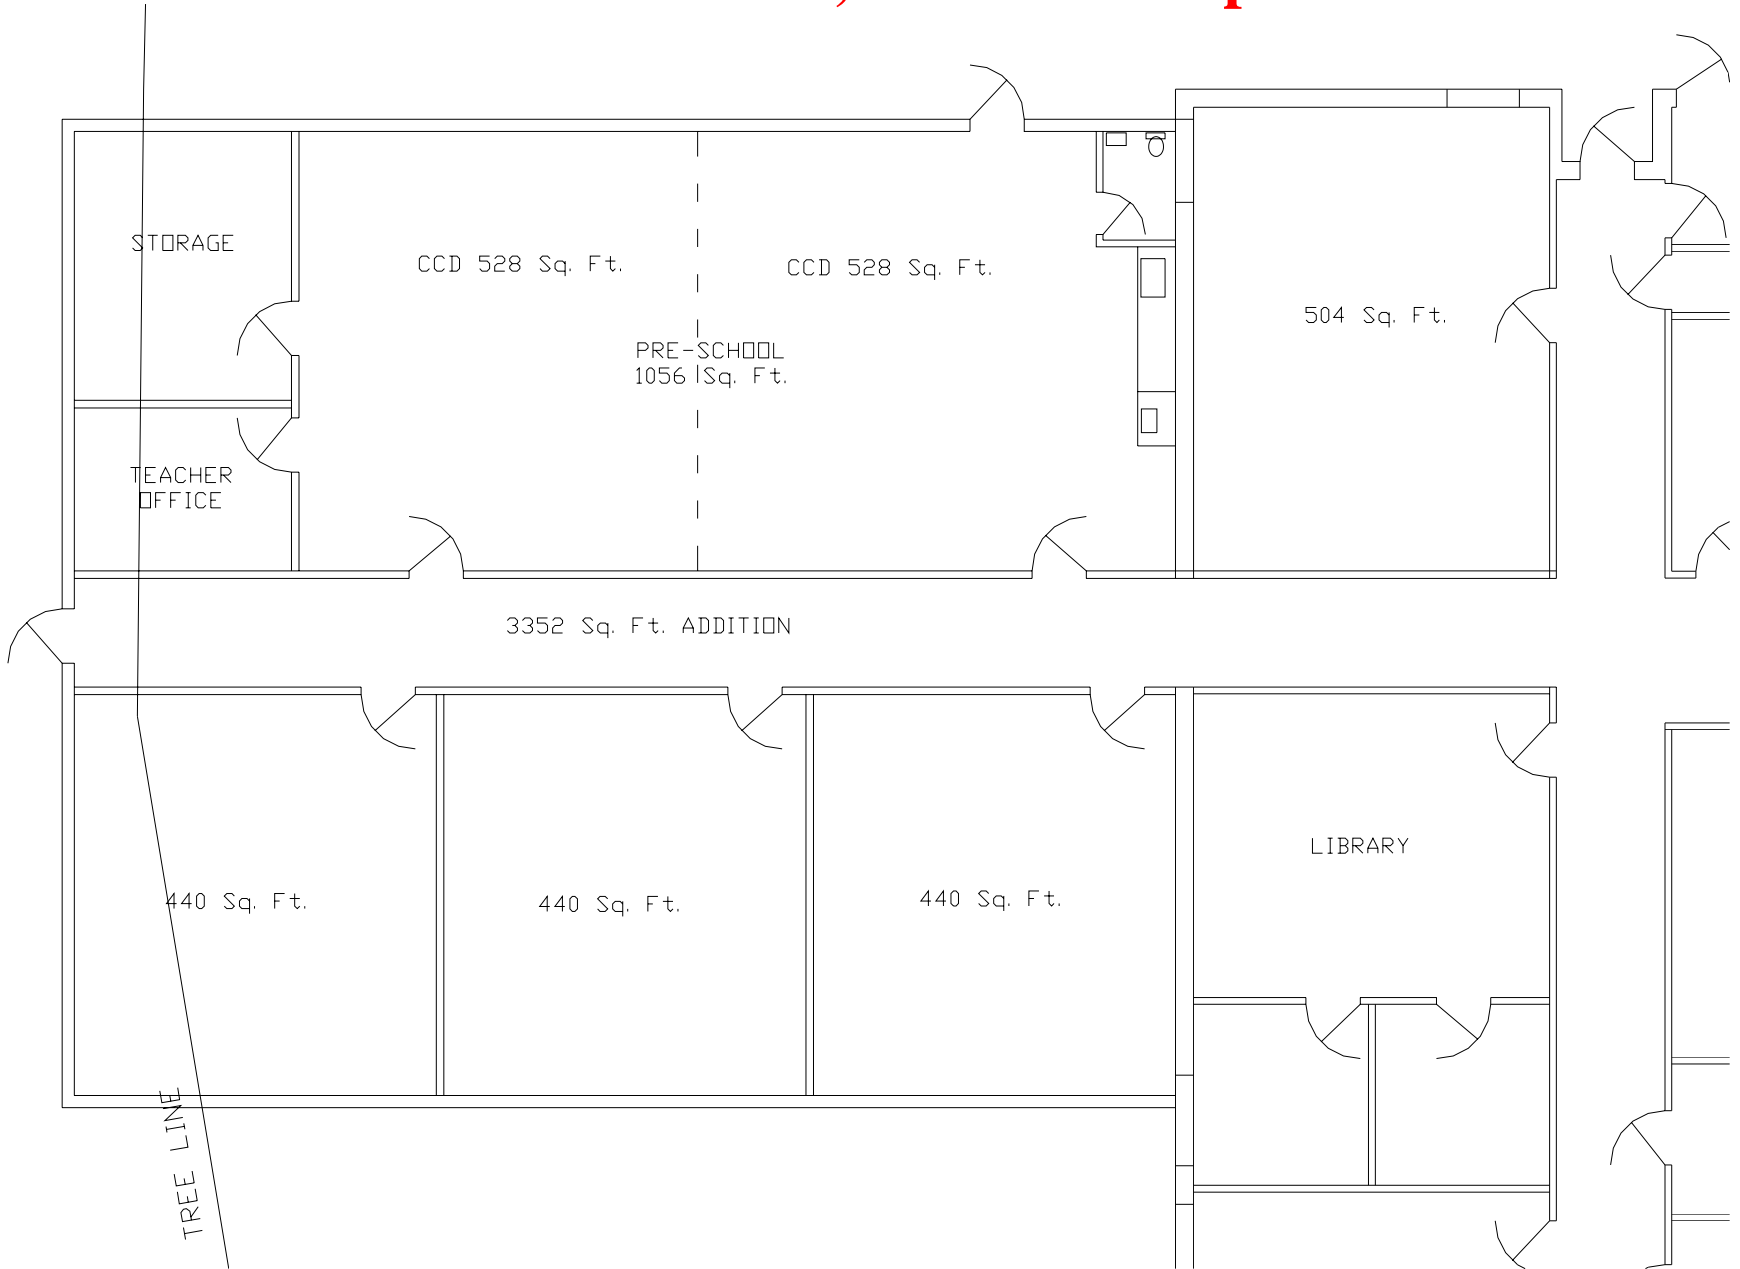 STORAGE
CCD 528 Sq. Ft.
CCD 528 Sq. Ft.
504 Sq. Ft.
PRE-SCHOOL
1056 Sq. Ft.
TEACHER
OFFICE
3352 Sq. Ft. ADDITION
LIBRARY
440 Sq. Ft.
440 Sq. Ft.
440 Sq. Ft.
TREE LINE